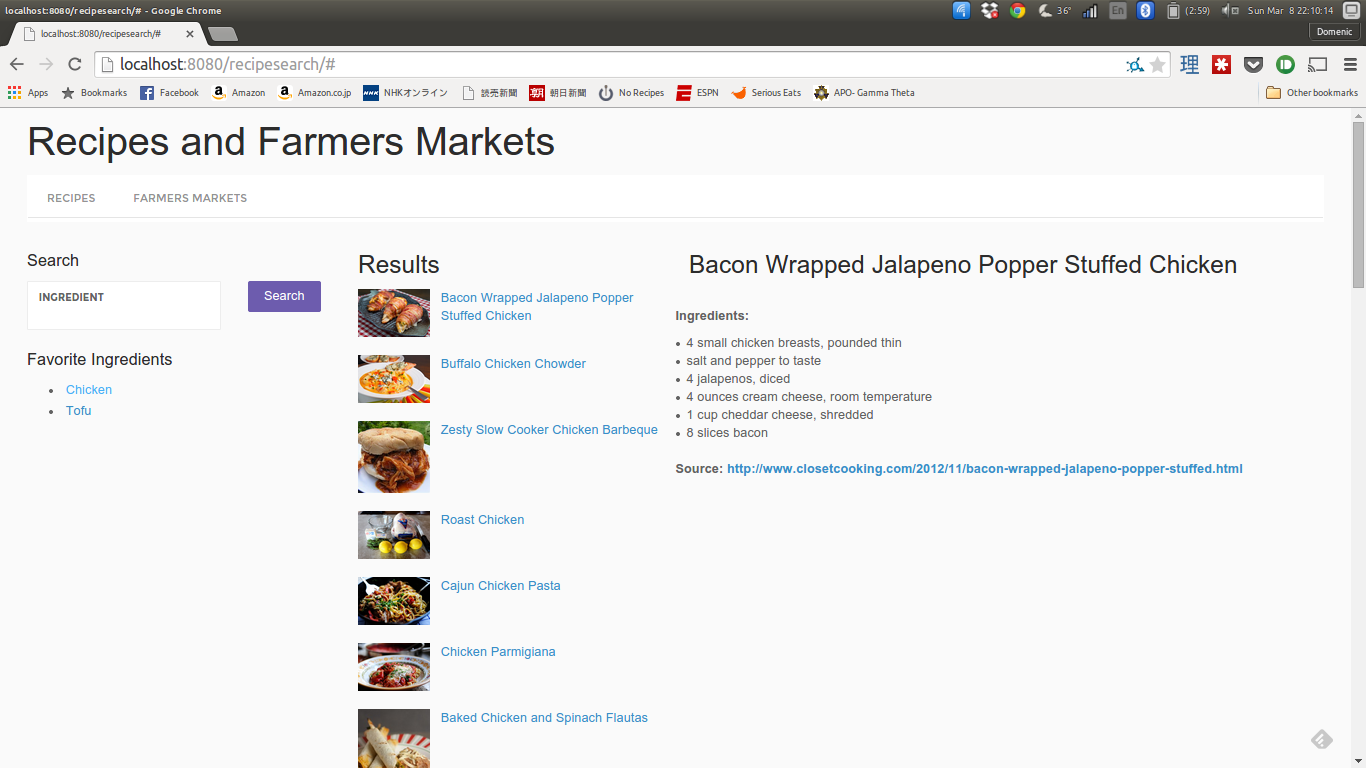 localhost:8080/recipesearch/# - Google Chrome
36°
En
(2:59)
Sun Mar 8 22:10:14
localhost:8080/recipesearch/#
Domenic
localhost:8080/recipesearch/#
理
Apps
Bookmarks
Facebook
Amazon
Amazon.co.jp
NHKオンライン
読売新聞
朝日新聞
No Recipes
ESPN
Serious Eats
APO- Gamma Theta
Other bookmarks
Recipes and Farmers Markets
RECIPES
FARMERS MARKETS
Search
INGREDIENT
Search
Favorite Ingredients
Chicken
Tofu
Results
Bacon Wrapped Jalapeno Popper
Stuffed Chicken
Buffalo Chicken Chowder
Zesty Slow Cooker Chicken Barbeque
Roast Chicken
Cajun Chicken Pasta
Chicken Parmigiana
Baked Chicken and Spinach Flautas
Bacon Wrapped Jalapeno Popper Stuffed Chicken
Ingredients:
4 small chicken breasts, pounded thin
salt and pepper to taste
4 jalapenos, diced
4 ounces cream cheese, room temperature
1 cup cheddar cheese, shredded
8 slices bacon
Source: http://www.closetcooking.com/2012/11/bacon-wrapped-jalapeno-popper-stuffed.html